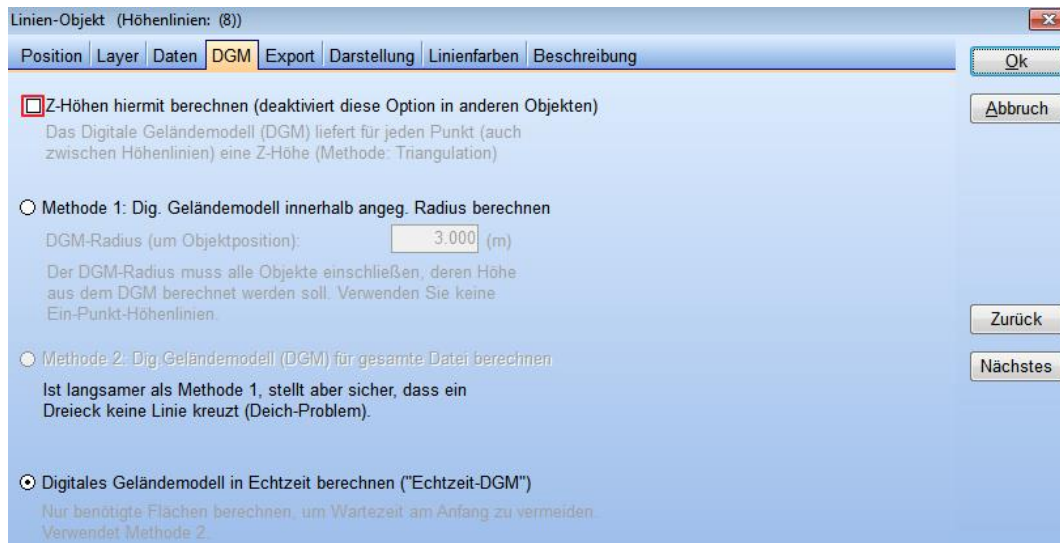 Linien-Objekt (Höhenlinien: (8))
Position Layer Daten DGM Export Darstellung Linienfarben Beschreibung
Ok
Abbruch
Z-Höhen hiermit berechnen (deaktiviert diese Option in anderen Objekten)
Das Digitale Geländemodell (DGM) liefert für jeden Punkt (auch
zwischen Höhenlinien) eine Z-Höhe (Methode: Triangulation)
Methode 1: Dig. Geländemodell innerhalb angeg. Radius berechnen
DGM-Radius (um Objektposition): 3.000 (m)
Der DGM-Radius muss alle Objekte einschließen, deren Höhe
aus dem DGM berechnet werden soll. Verwenden Sie keine
Ein-Punkt-Höhenlinien.
Zurück
Methode 2: Dig.Geländemodell (DGM) für gesamte Datei berechnen
Nächstes
Ist langsamer als Methode 1, stellt aber sicher, dass ein
Dreieck keine Linie kreuzt (Deich-Problem).
Digitales Geländemodell in Echtzeit berechnen ("Echtzeit-DGM")
Nur benötigte Flächen berechnen, um Wartezeit am Anfang zu vermeiden.
Verwendet Methode 2.